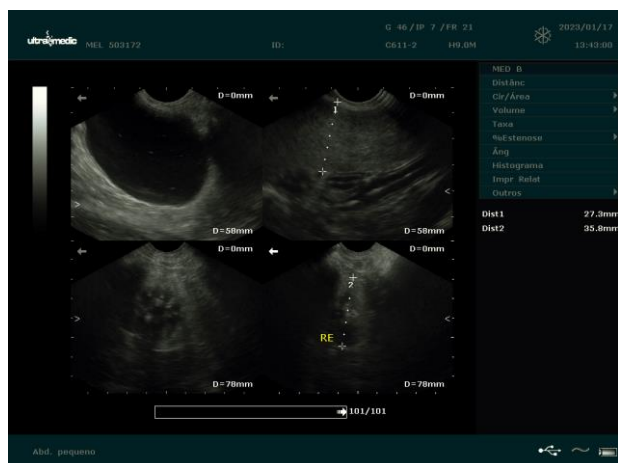 ultramedic MEL 503172 ID: G 46/IP 7 /FR 21 2023/01/17
C611-2 H9.0M 13:43:00
MED B
Distânc
Cir/Área
Volume
Taxa
%Estenose
Âng
Histograma
Impr Relat
Outros
Dist1 27.3mm
Dist2 35.8mm
D=0mm D=0mm
1
D=58mm D=58mm
D=0mm D=0mm
2
RE
D=78mm D=78mm
101/101
Abd. pequeno